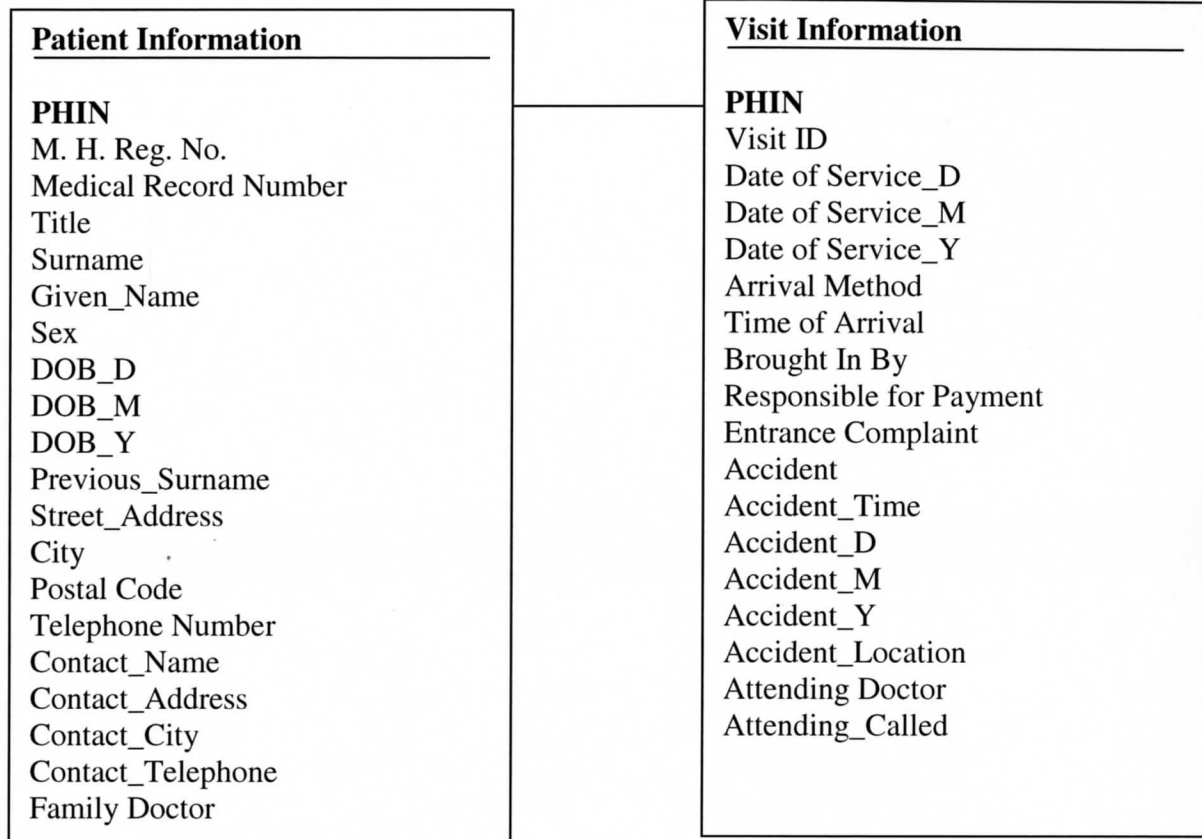 Patient Information
PHIN
M. H. Reg. No.
Medical Record Number
Title
Surname
Given_Name
Sex
DOB_D
DOB_M
DOB_Y
Previous_Surname
Street_Address
City
Postal Code
Telephone Number
Contact_Name
Contact_Address
Contact_City
Contact_Telephone
Family Doctor
Visit Information
PHIN
Visit ID
Date of Service_D
Date of Service_M
Date of Service_Y
Arrival Method
Time of Arrival
Brought In By
Responsible for Payment
Entrance Complaint
Accident
Accident_Time
Accident_D
Accident_M
Accident_Y
Accident_Location
Attending Doctor
Attending_Called